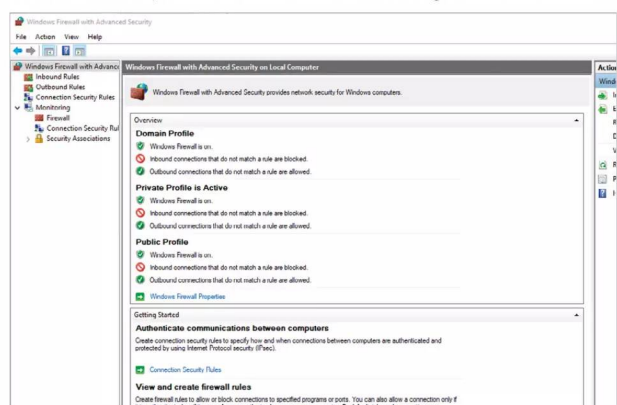 Windows Firewall with Advanced Security
File Action View Help
Windows Firewall with Advanc
Inbound Rules
Outbound Rules
Connection Security Rules
Monitoring
Firewall
Connection Security Rul
Security Associations
Windows Firewall with Advanced Security on Local Computer
Windows Firewall with Advanced Security provides network security for Windows computers.
Overview
Domain Profile
Windows Firewall is on.
Inbound connections that do not match a rule are blocked.
Outbound connections that do not match a rule are allowed.
Private Profile is Active
Windows Firewall is on.
Inbound connections that do not match a rule are blocked.
Outbound connections that do not match a rule are allowed.
Public Profile
Windows Firewall is on.
Inbound connections that do not match a rule are blocked.
Outbound connections that do not match a rule are allowed.
Windows Firewall Properties
Getting Started
Authenticate communications between computers
Create connection security rules to specify how and when connections between computers are authenticated and
protected by using Internet Protocol security (IPsec).
Connection Security Rules
View and create firewall rules
Create firewall rules to allow or block connections to specified programs or ports. You can also allow a connection only if
Action
Wind